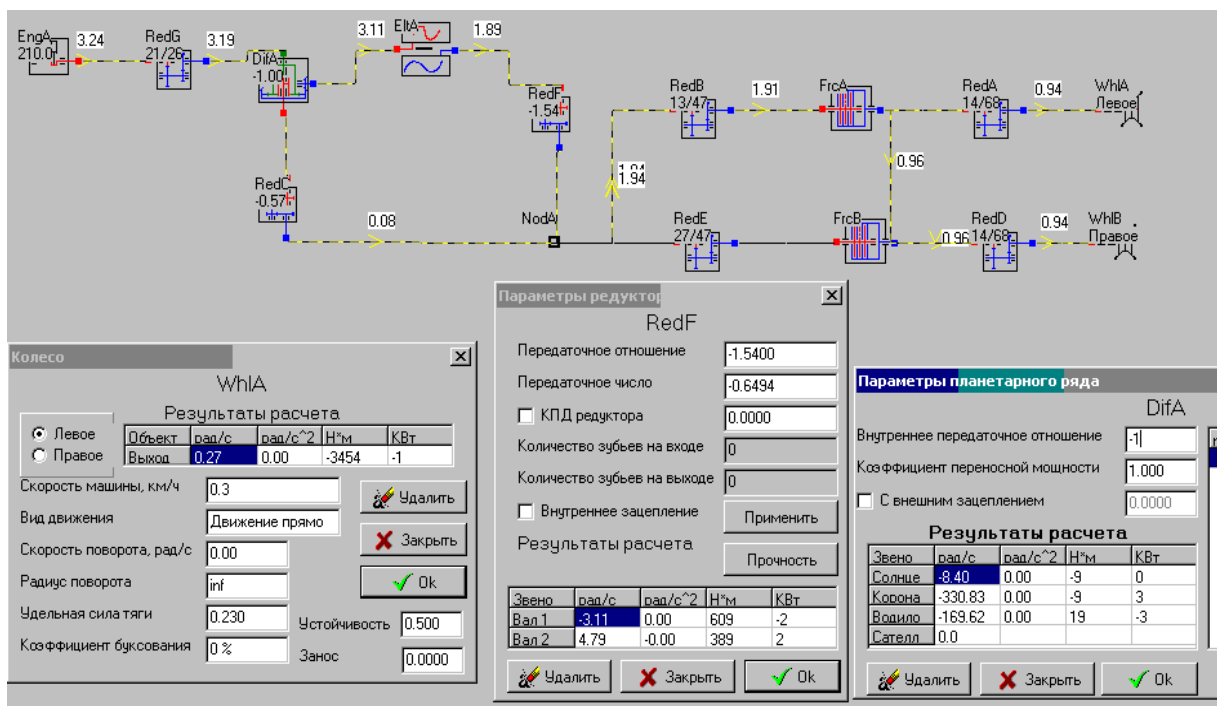 EngA
210.0
3.24
RedG
21/26
3.19
DifA
-1.00
3.11
EltA
1.89
RedF
-1.54
RedC
-0.57
0.08
NodA
1.94
RedB
13/47
1.91
FrcA
RedA
14/68
0.94
WhlA
Левое
0.96
RedE
27/47
FrcB
0.96
RedD
14/68
0.94
WhlB
Правое
Колесо
WhlA
Результаты расчета
Левое
Правое
Объект рад/с рад/с^2 Н*м КВт
Выход 0.27 0.00 -3454 -1
Скорость машины, км/ч 0.3
Удалить
Вид движения Движение прямо
Закрыть
Скорость поворота, рад/с 0.00
Радиус поворота inf
Ok
Удельная сила тяги 0.230
Устойчивость 0.500
Коэффициент буксования 0 %
Занос 0.0000
Параметры редуктор
RedF
Передаточное отношение -1.5400
Передаточное число -0.6494
КПД редуктора 0.0000
Количество зубьев на входе 0
Количество зубьев на выходе 0
Внутреннее зацепление Применить
Результаты расчета
Прочность
Звено рад/с рад/с^2 Н*м КВт
Вал 1 -3.11 0.00 609 -2
Вал 2 4.79 -0.00 389 2
Удалить Закрыть Ok
Параметры планетарного ряда
DifA
Внутреннее передаточное отношение -1
Коэффициент переносной мощности 1.000
С внешним зацеплением 0.0000
Результаты расчета
Звено рад/с рад/с^2 Н*м КВт
Солнце -8.40 0.00 -9 0
Корона -330.83 0.00 -9 3
Водило -169.62 0.00 19 -3
Сателл 0.0
Удалить Закрыть Ok